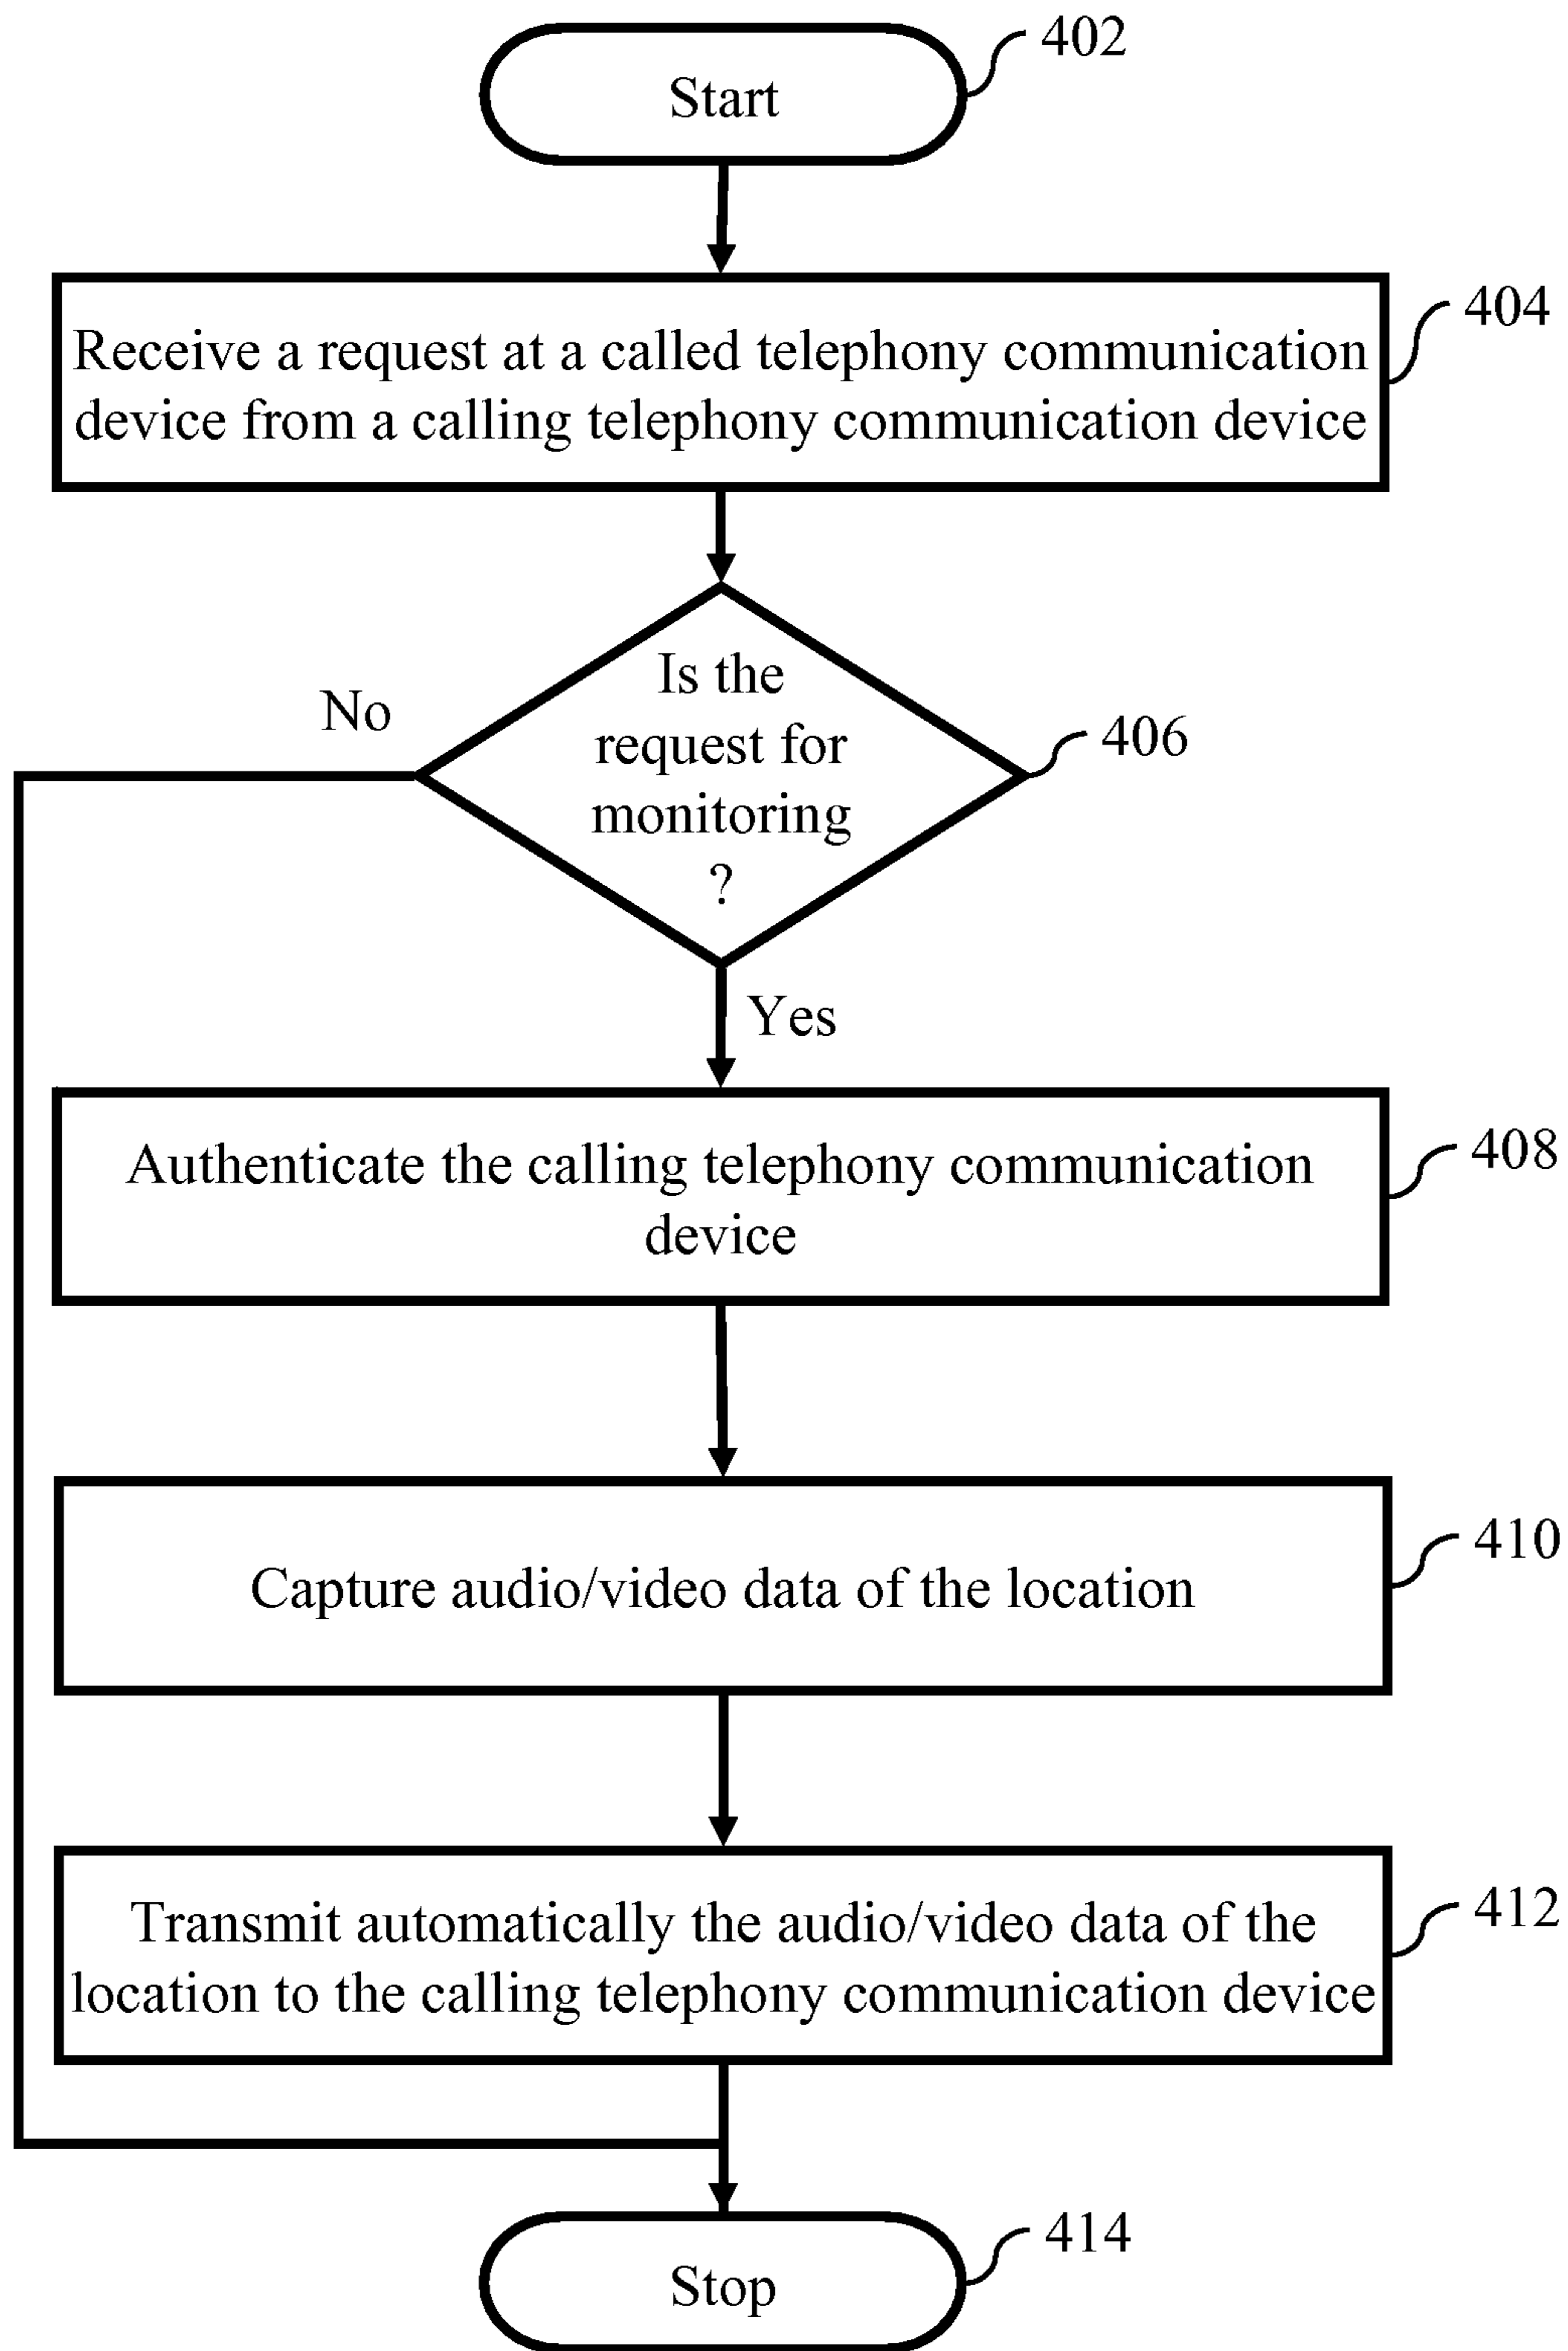 Start
402
Receive a request at a called telephony communication
device from a calling telephony communication device
404
Is the
request for
monitoring
?
No
406
Yes
Authenticate the calling telephony communication
device
408
Capture audio/video data of the location
410
Transmit automatically the audio/video data of the
location to the calling telephony communication device
412
Stop
414